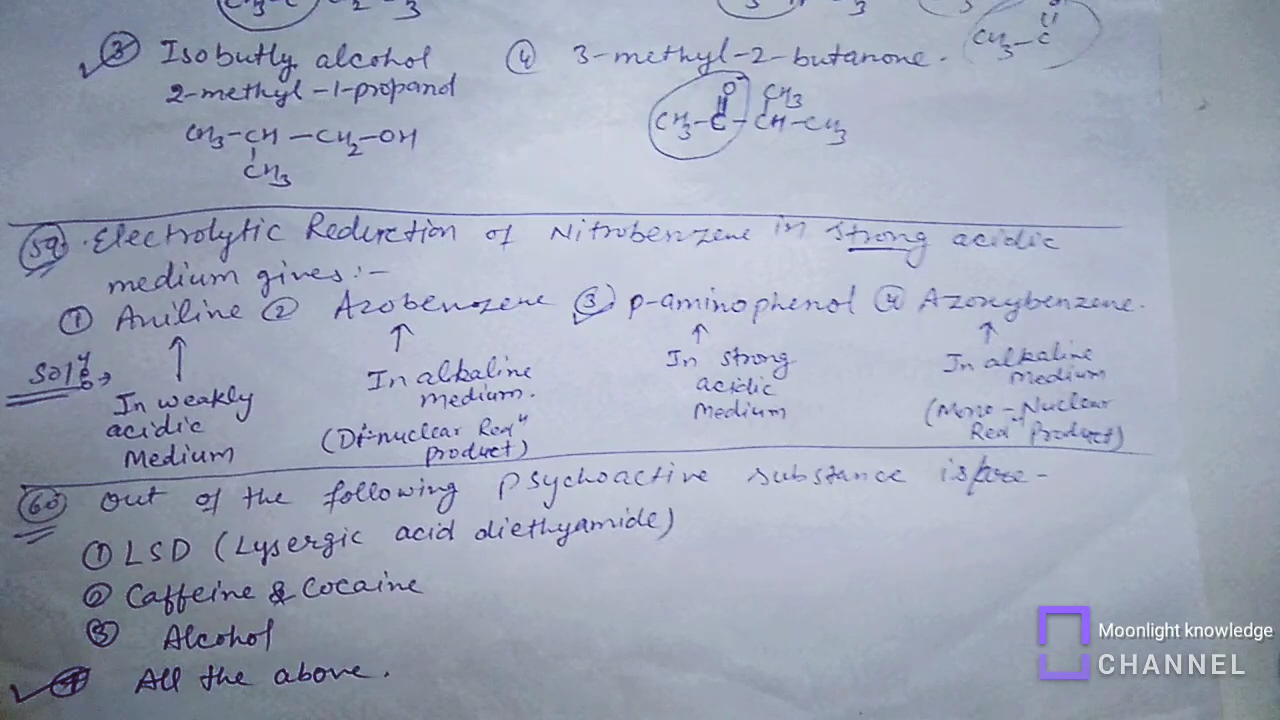 ③ Isobutly alcohol ④ 3-methyl-2-butanone.
CH₃-C
2-methyl-1-propanol
CH₃-CH-CH₂-OH
CH₃
O
CH₃
CH₃-C-CH-CH₃
59. Electrolytic Reduction of Nitrobenzene in strong acidic
medium gives:-
① Aniline ② Azobenzene ③ p-aminophenol ④ Azoxybenzene.
Solⁿ
In weakly
acidic
Medium
In alkaline
medium.
(Di-nuclear Redⁿ
product)
In strong
acidic
Medium
In alkaline
medium
(Mono-Nuclear
Redⁿ Product)
60 Out of the following psychoactive substance is/are-
① LSD (Lysergic acid diethyamide)
② Caffeine & Cocaine
③ Alcohol
④ All the above.
Moonlight knowledge
CHANNEL